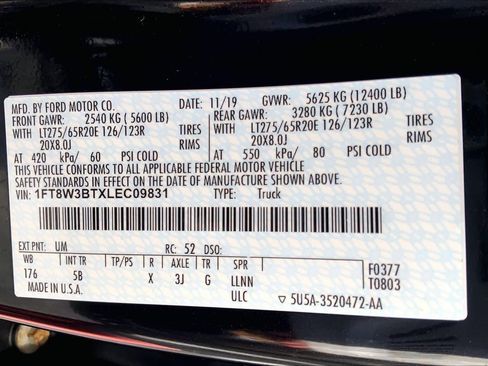 MFD. BY FORD MOTOR CO. DATE: 11/19 GVWR: 5625 KG (12400 LB)
FRONT GAWR: 2540 KG ( 5600 LB) REAR GAWR: 3280 KG ( 7230 LB)
LT275/65R20E 126/123R TIRES LT275/65R20E 126/123R TIRES
20X8.0J RIMS 20X8.0J RIMS
AT 420 kPa/ 60 PSI COLD AT 550 kPa/ 80 PSI COLD
THIS VEHICLE CONFORMS TO ALL APPLICABLE FEDERAL MOTOR VEHICLE
SAFETY STANDARDS IN EFFECT ON THE DATE OF MANUFACTURE SHOWN ABOVE.
VIN: 1FT8W3BTXLEC09831 TYPE: Truck
EXT PNT: UM RC: 52 DSO:
WB INT TR TP/PS R AXLE TR SPR F0377
176 5B X 3J G LLNN T0803
MADE IN U.S.A. ULC ▽ 5U5A-3520472-AA